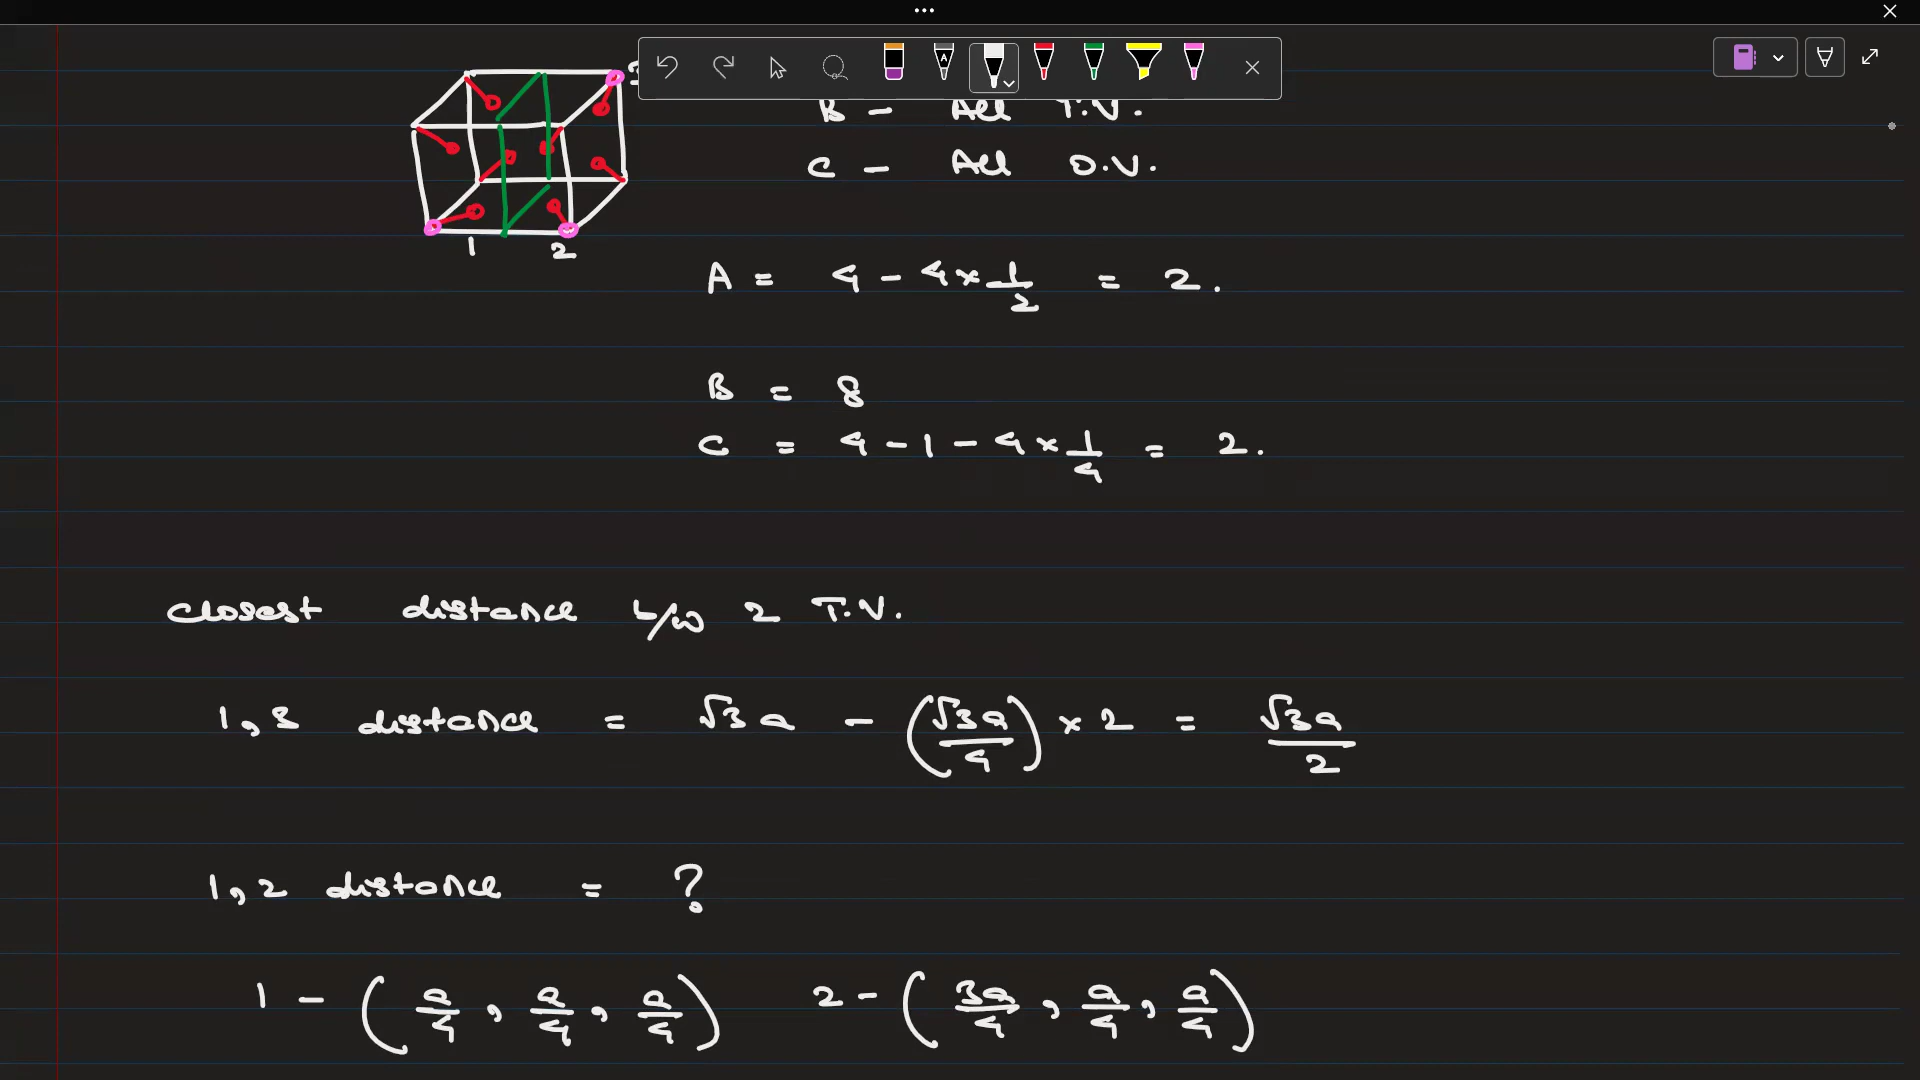 B - All T.V.
C - All O.V.
1 2
A = 4 - 4 × 1/2 = 2.
B = 8
C = 4 - 1 - 4 × 1/4 = 2.
closest distance b/w 2 T.V.
1,3 distance = √3 a - (√3a/4) × 2 = √3a/2
1,2 distance = ?
1 - (a/4, a/4, a/4) 2 - (3a/4, a/4, a/4)